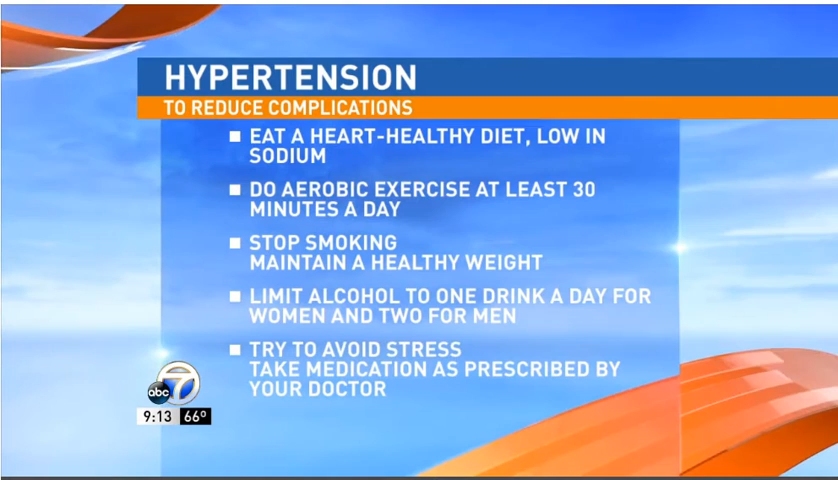 HYPERTENSION
TO REDUCE COMPLICATIONS
EAT A HEART-HEALTHY DIET, LOW IN
SODIUM
DO AEROBIC EXERCISE AT LEAST 30
MINUTES A DAY
STOP SMOKING
MAINTAIN A HEALTHY WEIGHT
LIMIT ALCOHOL TO ONE DRINK A DAY FOR
WOMEN AND TWO FOR MEN
TRY TO AVOID STRESS
TAKE MEDICATION AS PRESCRIBED BY
YOUR DOCTOR
abc 7
9:13 66º